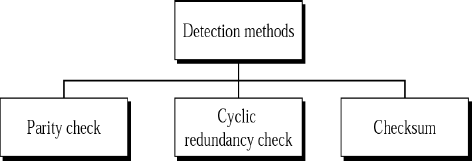 Detection methods
Parity check
Cyclic
redundancy check
Checksum